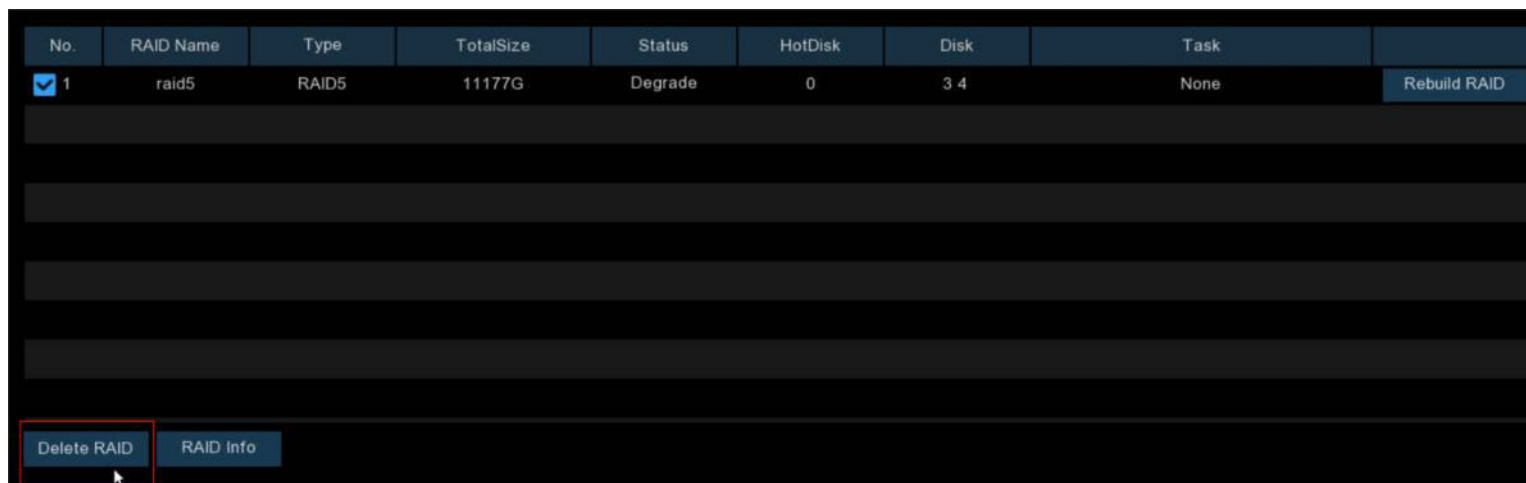 No. RAID Name Type TotalSize Status HotDisk Disk Task
1 raid5 RAID5 11177G Degrade 0 3 4 None Rebuild RAID
Delete RAID RAID Info